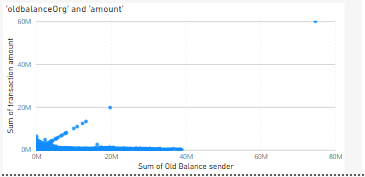 'oldbalanceOrg' and 'amount'
Sum of transaction amount
60M
40M
20M
0M
0M 20M 40M 60M 80M
Sum of Old Balance sender